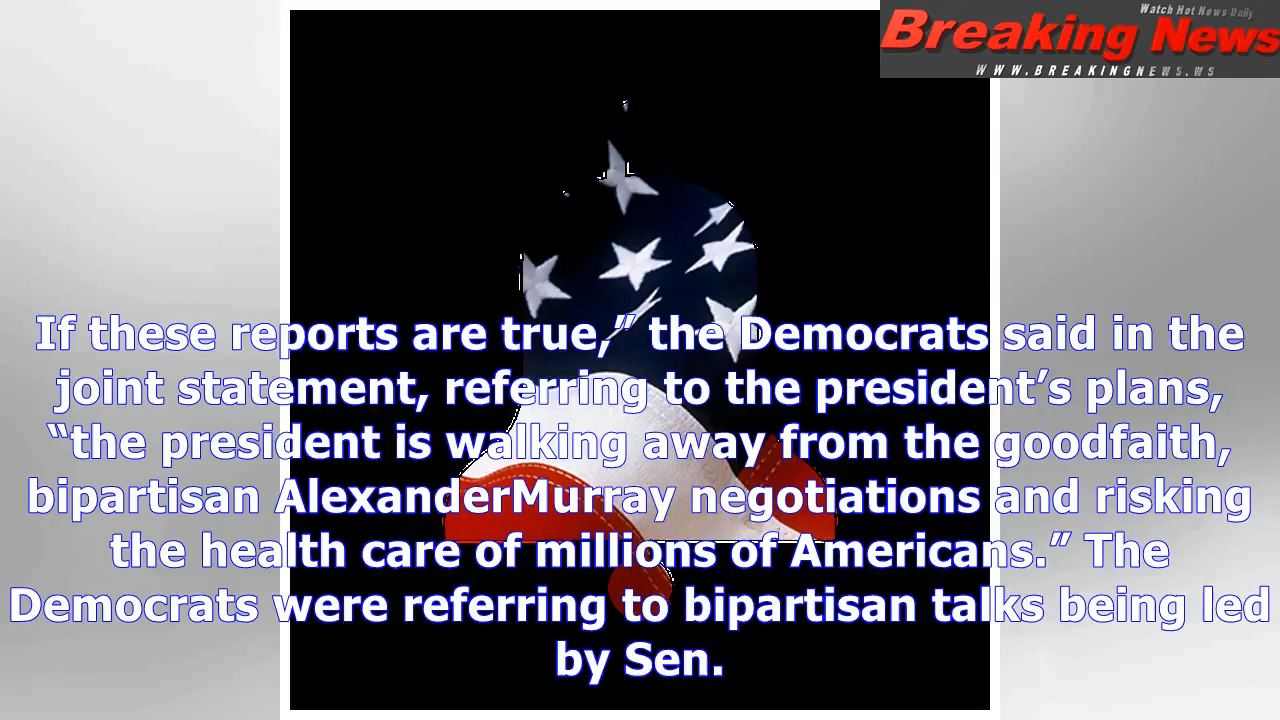 Watch Hot News Daily
Breaking News
WWW.BREAKINGNEWS.WS
If these reports are true,” the Democrats said in the
joint statement, referring to the president’s plans,
“the president is walking away from the goodfaith,
bipartisan AlexanderMurray negotiations and risking
the health care of millions of Americans.” The
Democrats were referring to bipartisan talks being led
by Sen.